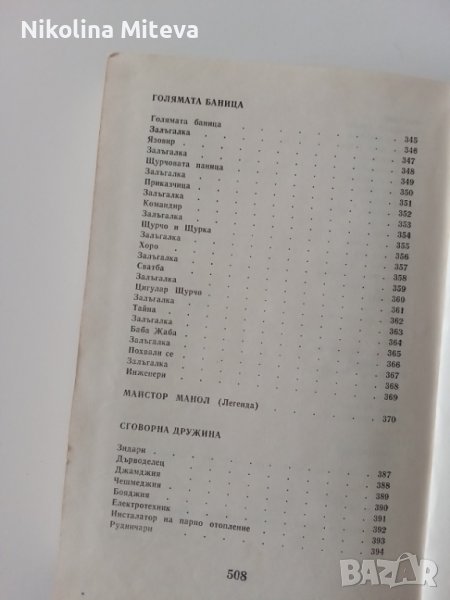 Nikolina Miteva
ГОЛЯМАТА БАНИЦА
Голямата баница . . . . . . 345
Залъгалка . . . . . . 346
Язовир . . . . . . 347
Залъгалка . . . . . . 348
Щурчовата паница . . . . . . 349
Залъгалка . . . . . . 350
Приказчица . . . . . . 351
Залъгалка . . . . . . 352
Командир . . . . . . 353
Залъгалка . . . . . . 354
Щурчо и Щурка . . . . . . 355
Залъгалка . . . . . . 356
Хоро . . . . . . 357
Залъгалка . . . . . . 358
Сватба . . . . . . 359
Залъгалка . . . . . . 360
Цигулар Щурчо . . . . . . 361
Залъгалка . . . . . . 362
Тайна . . . . . . 363
Залъгалка . . . . . . 364
Баба Жаба . . . . . . 365
Залъгалка . . . . . . 366
Похвали се . . . . . . 367
Залъгалка . . . . . . 368
Инженери . . . . . . 369
МАЙСТОР МАНОЛ (Легенда) . . . . . . 370
СГОВОРНА ДРУЖИНА
Зидари . . . . . . 387
Дърводелец . . . . . . 388
Джамджия . . . . . . 389
Чешмеджия . . . . . . 390
Бояджия . . . . . . 391
Електротехник . . . . . . 392
Инсталатор на парно отопление . . . . . . 393
Рудничари . . . . . . 394
508
BAZAR
.bg